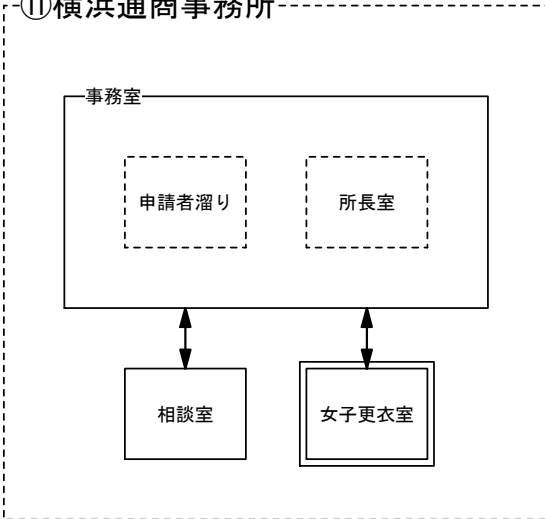 ⑪横浜通商事務所
事務室
申請者溜り
所長室
相談室
女子更衣室